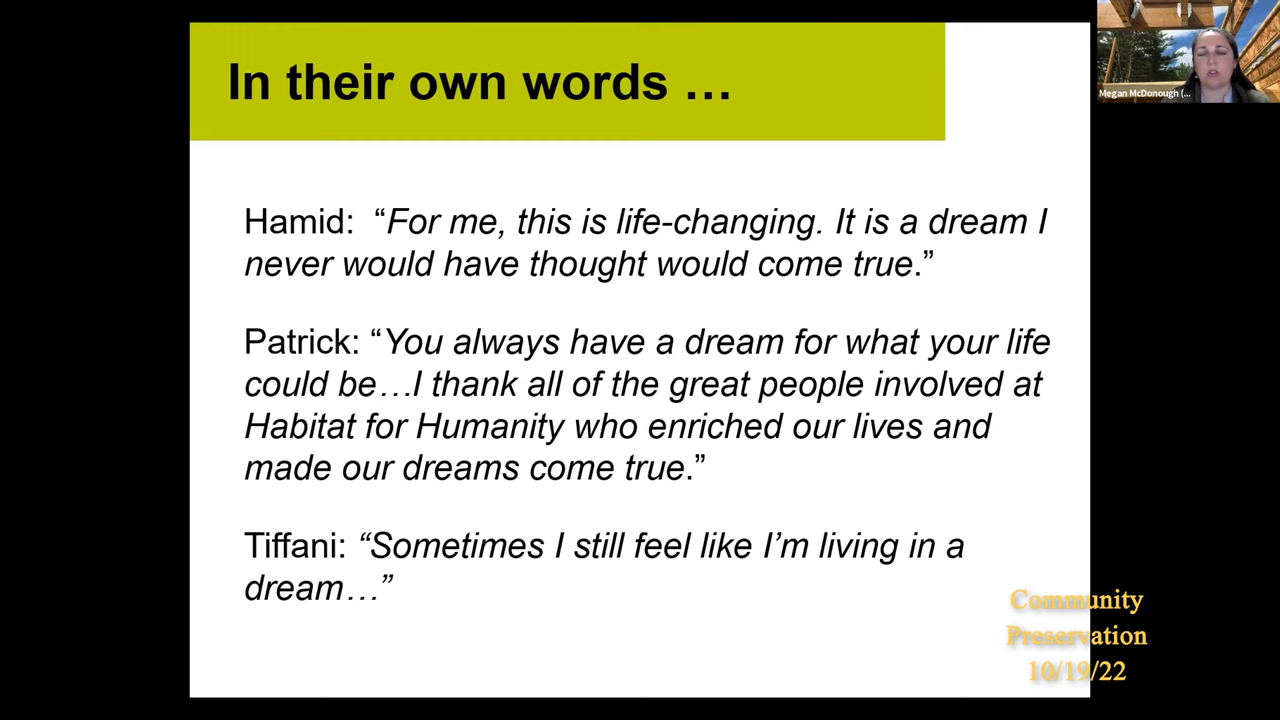 In their own words …
Megan McDonough (...
Hamid:  “For me, this is life-changing. It is a dream I
never would have thought would come true.”
Patrick: “You always have a dream for what your life
could be…I thank all of the great people involved at
Habitat for Humanity who enriched our lives and
made our dreams come true.”
Tiffani: “Sometimes I still feel like I’m living in a
dream…”
Community
Preservation
10/19/22